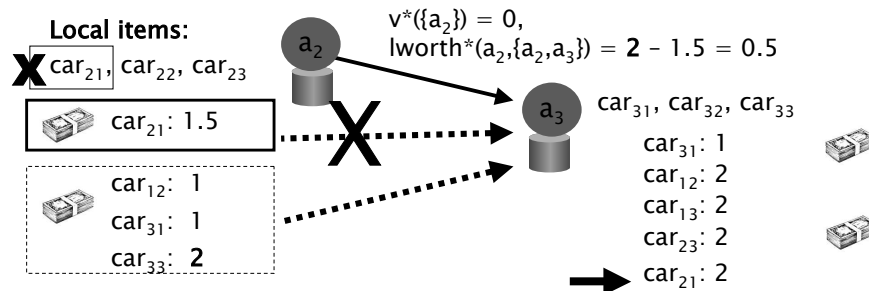 Local items:
X car₂₁, car₂₂, car₂₃
car₂₁: 1.5
car₁₂: 1
car₃₁: 1
car₃₃: 2
a₂
X
v*({a₂}) = 0,
lworth*(a₂,{a₂,a₃}) = 2 – 1.5 = 0.5
a₃
car₃₁, car₃₂, car₃₃
car₃₁: 1
car₁₂: 2
car₁₃: 2
car₂₃: 2
car₂₁: 2